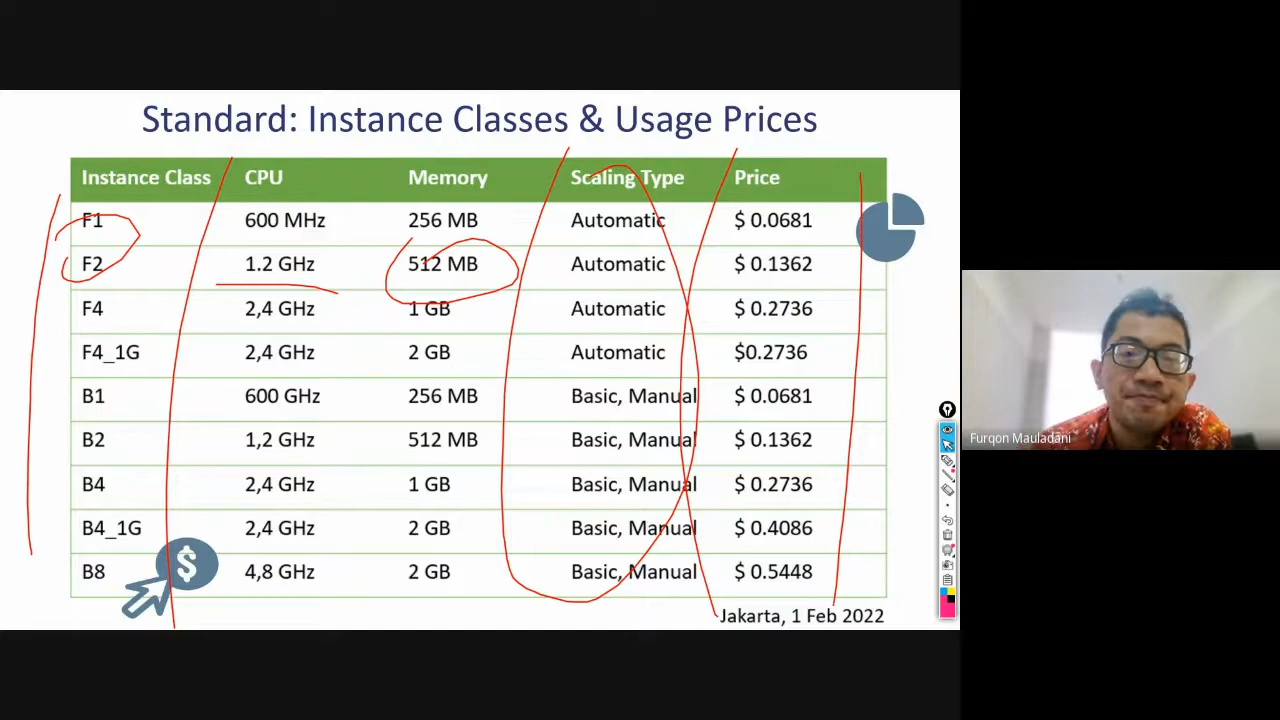 Standard: Instance Classes & Usage Prices
Instance Class CPU Memory Scaling Type Price
F1 600 MHz 256 MB Automatic $ 0.0681
F2 1.2 GHz 512 MB Automatic $ 0.1362
F4 2,4 GHz 1 GB Automatic $ 0.2736
F4_1G 2,4 GHz 2 GB Automatic $0.2736
B1 600 GHz 256 MB Basic, Manual $ 0.0681
B2 1,2 GHz 512 MB Basic, Manual $ 0.1362
B4 2,4 GHz 1 GB Basic, Manual $ 0.2736
B4_1G 2,4 GHz 2 GB Basic, Manual $ 0.4086
B8 4,8 GHz 2 GB Basic, Manual $ 0.5448
$
Jakarta, 1 Feb 2022
Furqon Mauladani